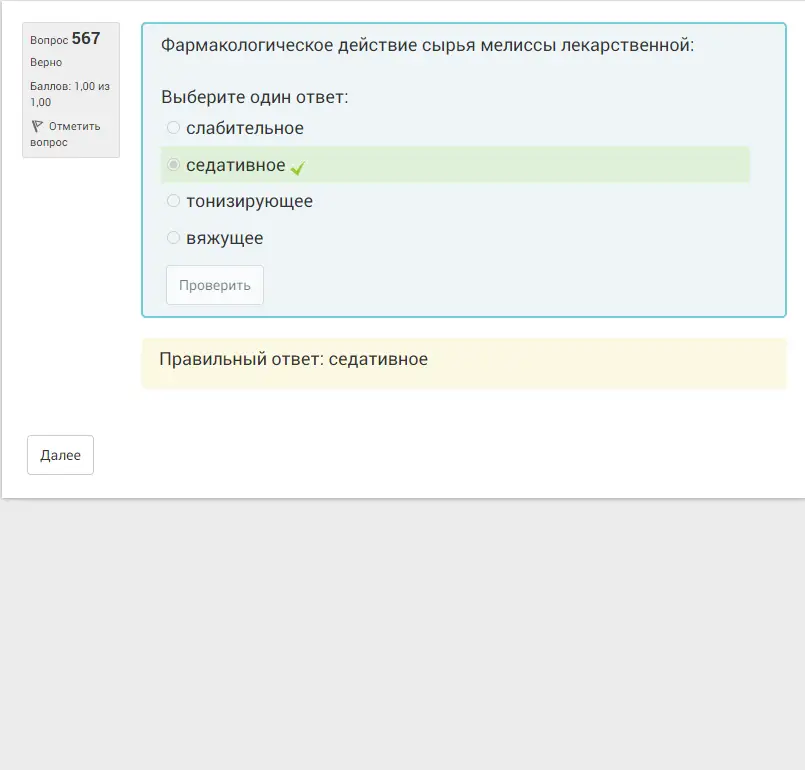 Вопрос 567
Верно
Баллов: 1,00 из
1,00
Отметить
вопрос
Фармакологическое действие сырья мелиссы лекарственной:
Выберите один ответ:
слабительное
седативное
тонизирующее
вяжущее
Проверить
Правильный ответ: седативное
Далее